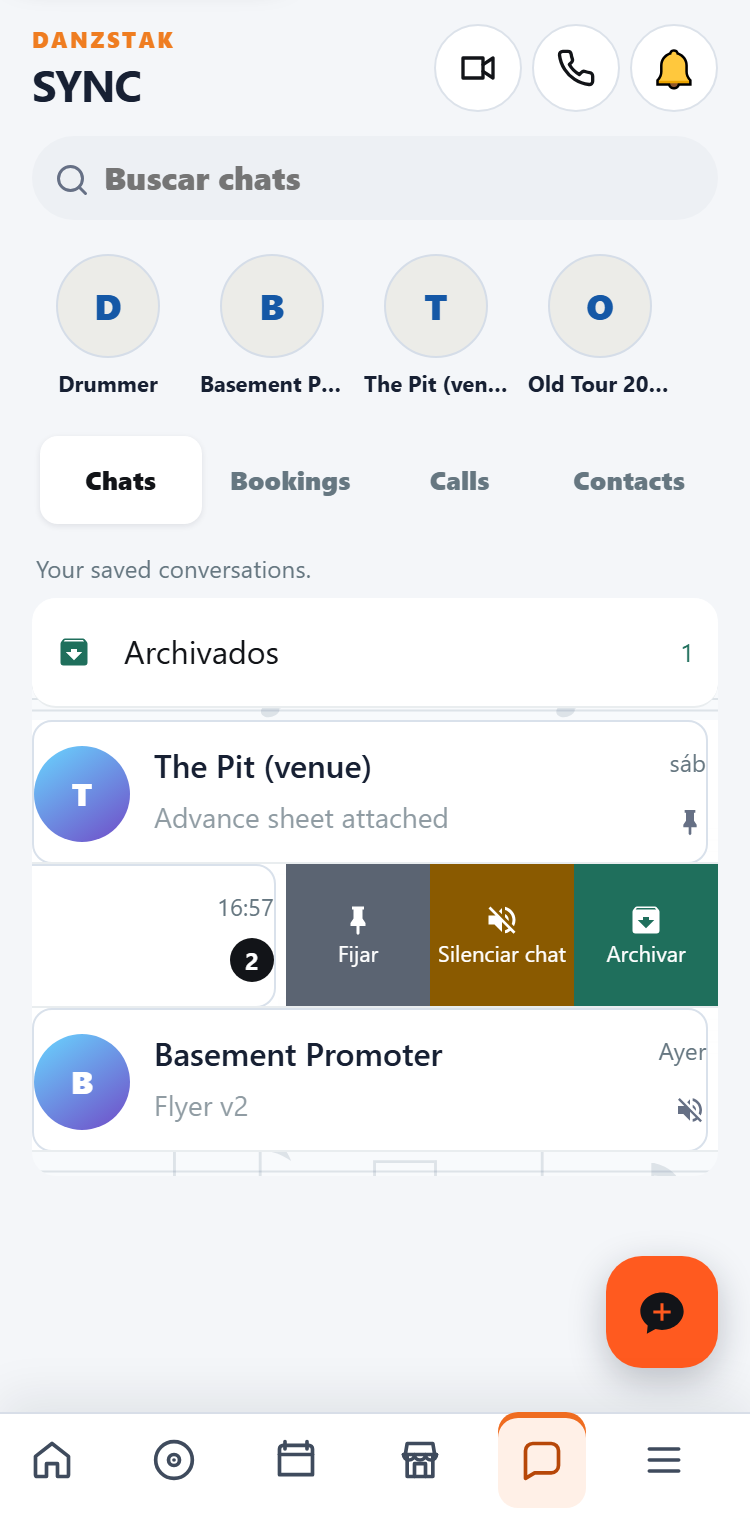 DANZSTAK
SYNC
Buscar chats
D
B
T
O
Drummer
Basement P...
The Pit (ven...
Old Tour 20...
Chats
Bookings
Calls
Contacts
Your saved conversations.
Archivados
1
T
The Pit (venue)
sáb
Advance sheet attached
16:57
2
Fijar
Silenciar chat
Archivar
B
Basement Promoter
Ayer
Flyer v2